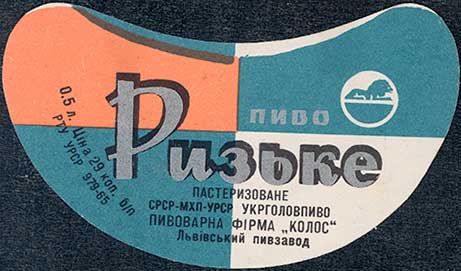 0.5 л. Ціна 29 коп. б/п
РТУ УРСР 979-65
ПИВО
Ризьке
ПАСТЕРИЗОВАНЕ
СРСР-МХП-УРСР УКРГОЛОВПИВО
ПИВОВАРНА ФІРМА „КОЛОС"
Львівський пивзавод